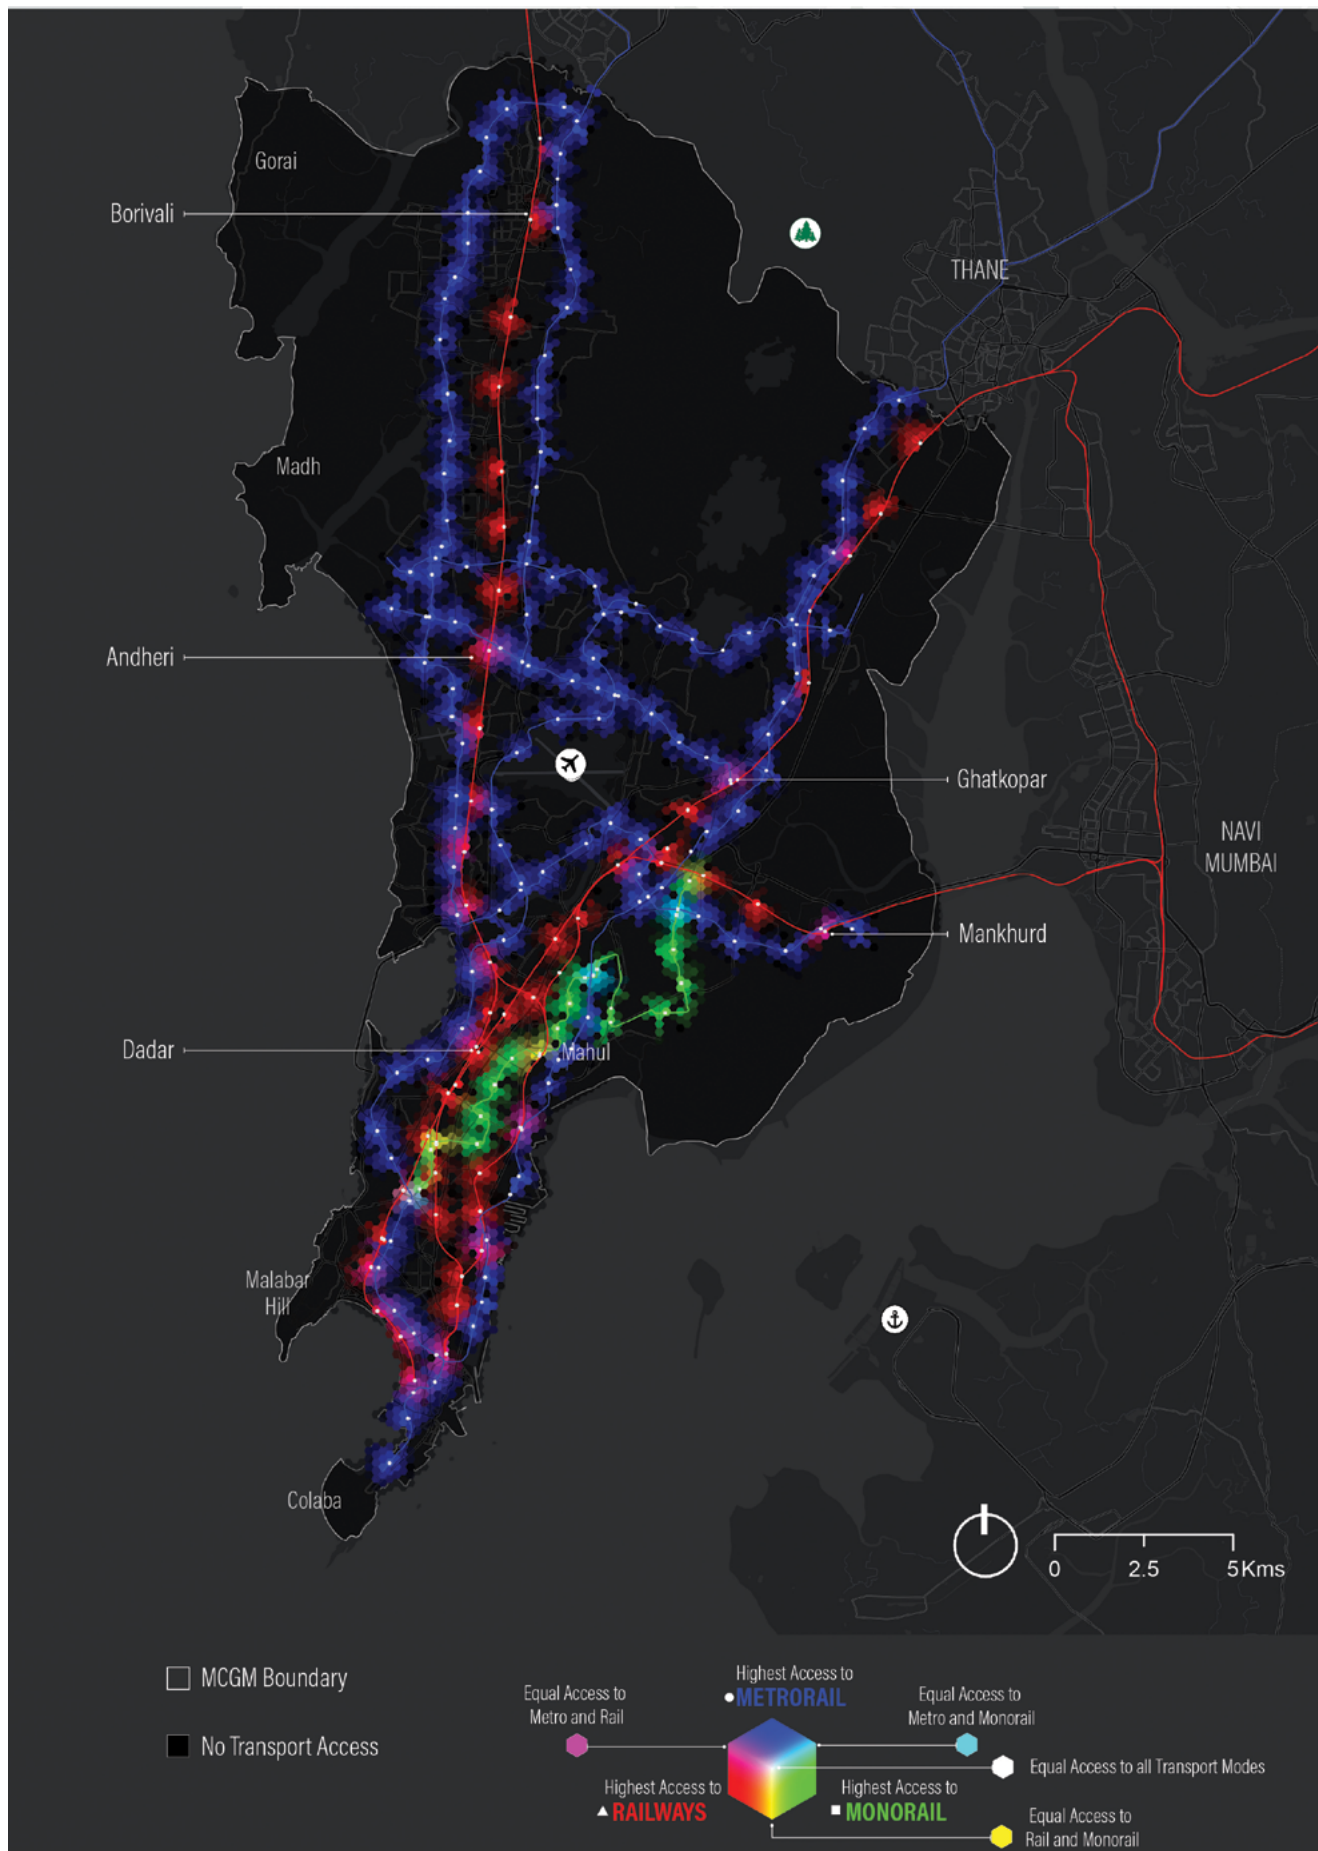 Gorai
Borivali
THANE
Madh
Andheri
Ghatkopar
NAVI
MUMBAI
Mankhurd
Dadar
Mahul
Malabar
Hill
Colaba
0 2.5 5Kms
MCGM Boundary
No Transport Access
Highest Access to
METRORAIL
Equal Access to
Metro and Rail
Equal Access to
Metro and Monorail
Equal Access to all Transport Modes
Highest Access to
RAILWAYS
Highest Access to
MONORAIL
Equal Access to
Rail and Monorail